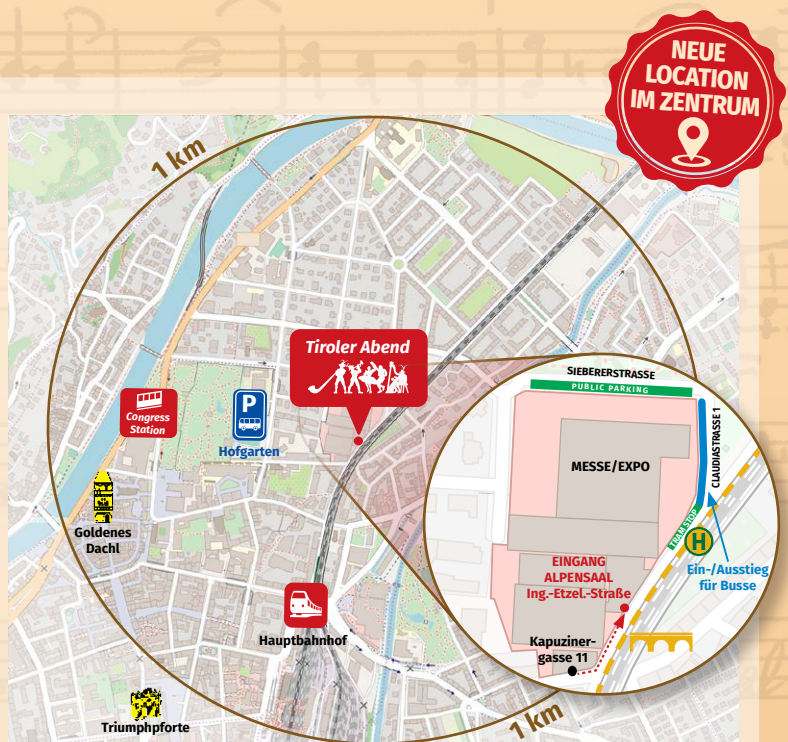 NEUE
LOCATION
IM ZENTRUM
1 km
Tiroler Abend
Congress
Station
P
Hofgarten
Goldenes
Dachl
Hauptbahnhof
Triumphpforte
1 km
SIEBERERSTRASSE
PUBLIC PARKING
CLAUDIASTRASSE 1
MESSE/EXPO
TRAM STOP
H
Ein-/Ausstieg
für Busse
EINGANG
ALPENSAAL
Ing.-Etzel.-Straße
Kapuziner-
gasse 11